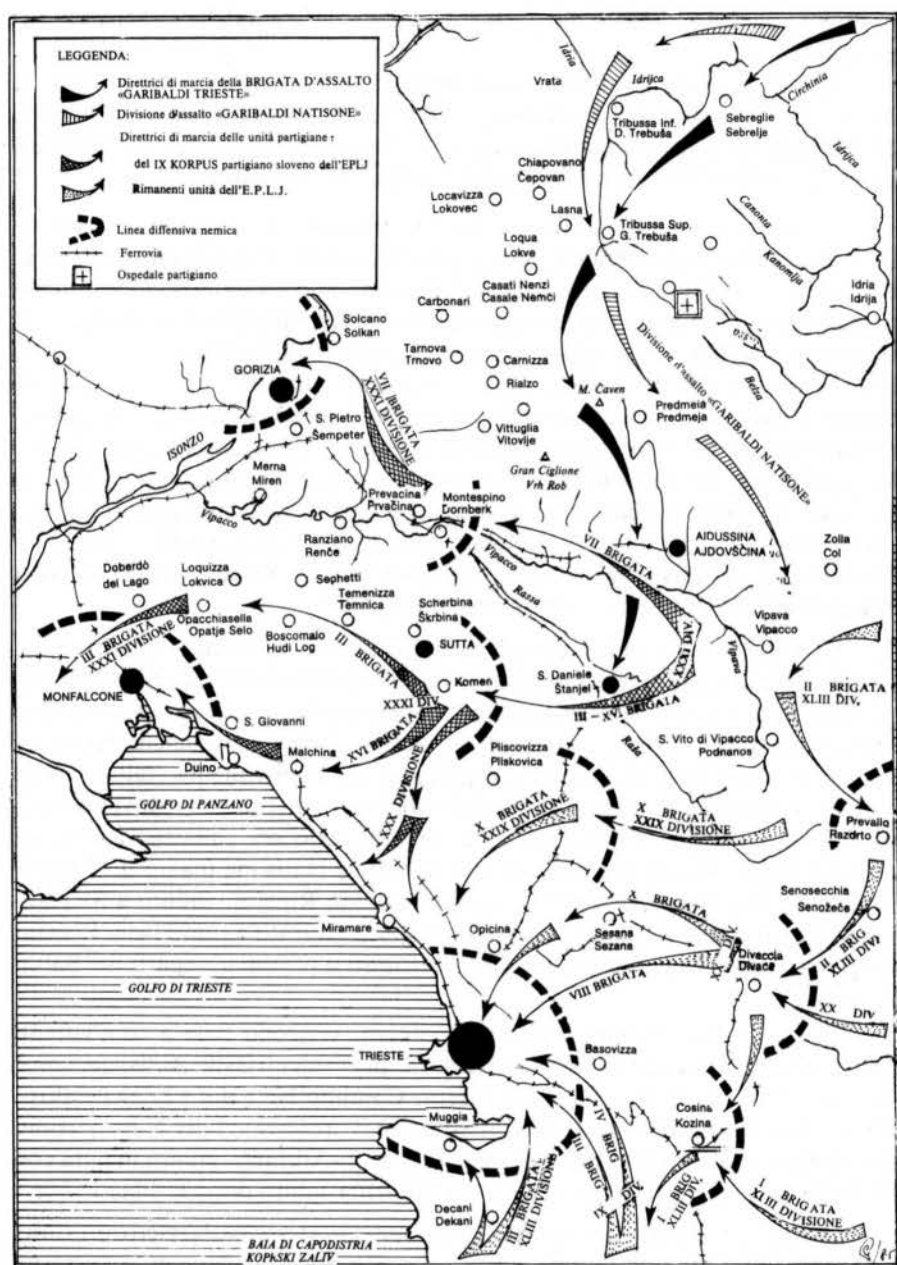 LEGGENDA:
Direttrici di marcia della BRIGATA D'ASSALTO
«GARIBALDI TRIESTE»
Divisione d'assalto «GARIBALDI NATISONE»
Direttrici di marcia delle unità partigiane:
del IX KORPUS partigiano sloveno dell'EPLJ
Rimanenti unità dell'E.P.L.J.
Linea diffensiva nemica
Ferrovia
Ospedale partigiano
Idria
Vrata
Idrijca
Circhinia
Tribussa Inf.
D. Trebuša
Sebreglie
Sebrelje
Idrijca
Chiapovano
Čepovan
Locavizza
Lokovec
Lasna
Canonta
Kanomlja
Tribussa Sup.
G. Trebuša
Loqua
Lokve
Idria
Idrija
Casati Nenzi
Casale Nemči
Carbonari
Solcano
Solkan
Belza
Tarnova
Trnovo
Carnizza
Rialzo
GORIZIA
VII BRIGATA
XXXI DIVISIONE
M. Čaven
Divisione d'assalto «GARIBALDI NATISONE»
Predmeia
Predmeja
S. Pietro
Šempeter
Vittuglia
Vitovlje
ISONZO
Gran Ciglione
Vrh Rob
Merna
Miren
Prevacina
Prvačina
Montespino
Dornberk
Vipacco
Ranziano
Renče
Vipacco
VII BRIGATA
XXXI DIV.
AIDUSSINA
AJDOVŠČINA
Zolla
Col
Doberdò
del Lago
Loquizza
Lokvica
Sephetti
Rassa
Temenizza
Temnica
Scherbina
Škrbina
Vipava
Vipacco
Vipava
Opacchiasella
Opatje Selo
Boscomalo
Hudi Log
SUTTA
III BRIGATA
XXXI DIVISIONE
III BRIGATA
XXXI DIV.
S. Daniele
Štanjel
II BRIGATA
XLIII DIV.
MONFALCONE
Komen
III - XVI BRIGATA
S. Giovanni
XVI BRIGATA
S. Vito di Vipacco
Podnanos
Rasa
Duino
Malchina
Pliscovizza
Pliskovica
GOLFO DI PANZANO
XXX DIVISIONE
X BRIGATA
XXIX DIVISIONE
X BRIGATA
XXIX DIVISIONE
Prevallo
Razdrto
Senosecchia
Senožeče
Miramare
Opicina
Sesana
Sezana
X BRIGATA
Divaccia
Divača
II BRIG
XLIII DIV.
GOLFO DI TRIESTE
VIII BRIGATA
XX DIV
TRIESTE
Basovizza
Muggia
Cosina
Kozina
IV BRIG
III BRIG
IX DIV.
I BRIG
XLIII DIV.
I BRIGATA
XLIII DIVISIONE
Decani
Dekani
III BRIGATA
XLIII DIVISIONE
BAIA DI CAPODISTRIA
KOPRSKI ZALIV